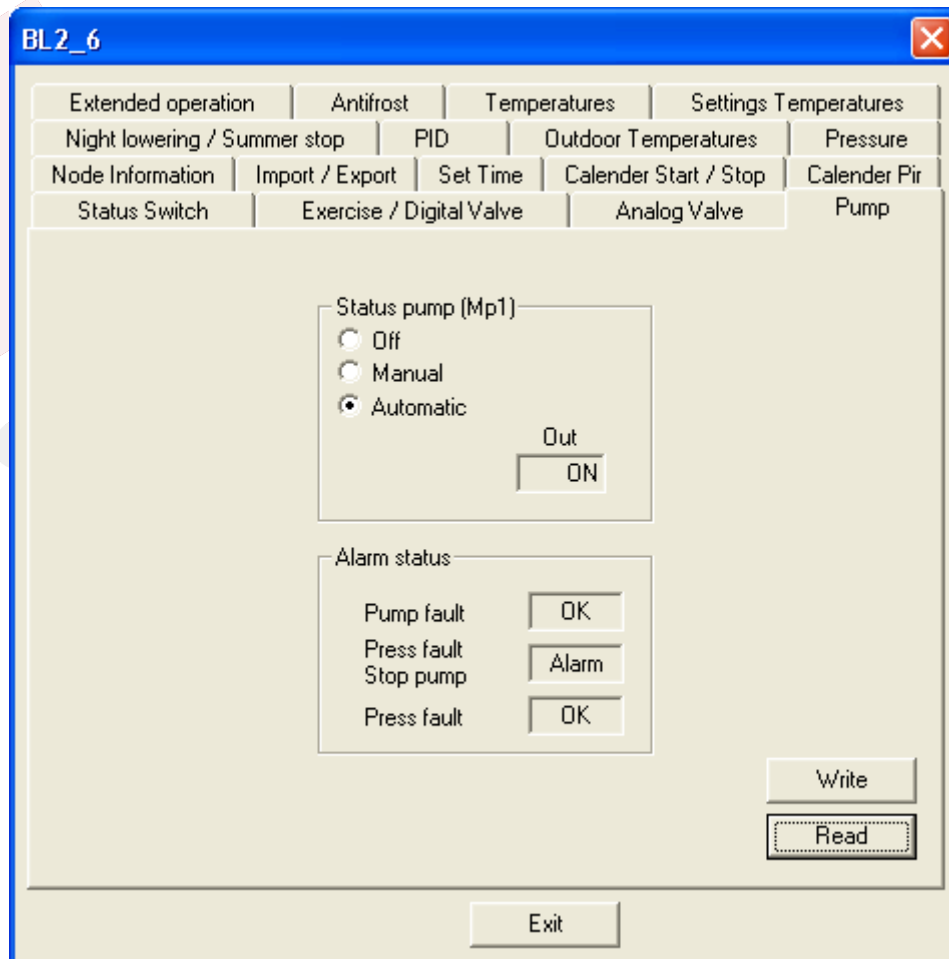 BL2_6
Extended operation Antifrost Temperatures Settings Temperatures
Night lowering / Summer stop PID Outdoor Temperatures Pressure
Node Information Import / Export Set Time Calender Start / Stop Calender Pir
Status Switch Exercise / Digital Valve Analog Valve Pump
Status pump (Mp1)
Off
Manual
Automatic
Out
ON
Alarm status
Pump fault OK
Press fault
Stop pump Alarm
Press fault OK
Write
Read
Exit